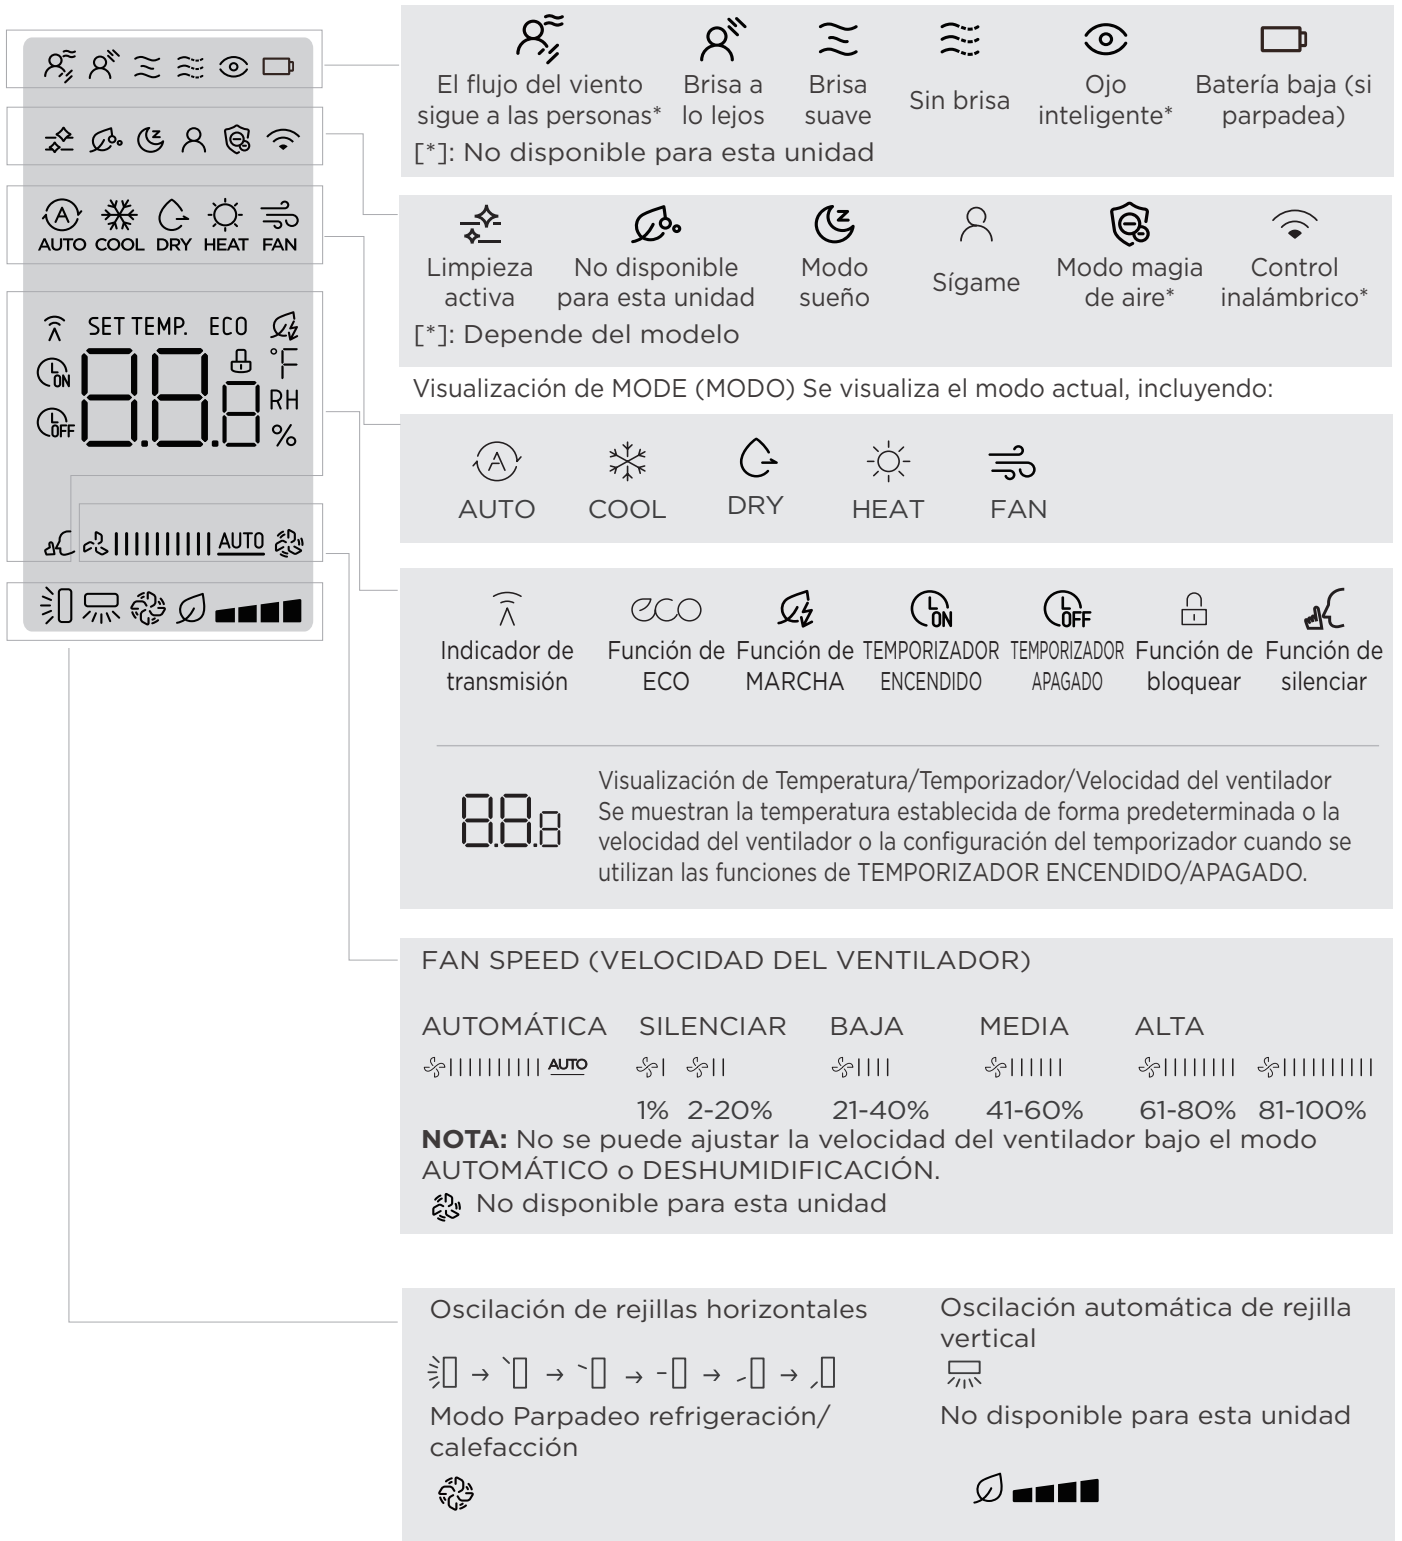 AUTO COOL DRY HEAT FAN
SET TEMP. ECO
ON
°F
OFF
RH
%
AUTO
El flujo del viento
sigue a las personas*
Brisa a
lo lejos
Brisa
suave
Sin brisa
Ojo
inteligente*
Batería baja (si
parpadea)
[*]: No disponible para esta unidad
Limpieza
activa
No disponible
para esta unidad
Modo
sueño
Sígame
Modo magia
de aire*
Control
inalámbrico*
[*]: Depende del modelo
Visualización de MODE (MODO) Se visualiza el modo actual, incluyendo:
AUTO COOL DRY HEAT FAN
eco
ON
OFF
Indicador de
transmisión
Función de
ECO
Función de
MARCHA
TEMPORIZADOR
ENCENDIDO
TEMPORIZADOR
APAGADO
Función de
bloquear
Función de
silenciar
88.8
Visualización de Temperatura/Temporizador/Velocidad del ventilador
Se muestran la temperatura establecida de forma predeterminada o la
velocidad del ventilador o la configuración del temporizador cuando se
utilizan las funciones de TEMPORIZADOR ENCENDIDO/APAGADO.
FAN SPEED (VELOCIDAD DEL VENTILADOR)
AUTOMÁTICA SILENCIAR BAJA MEDIA ALTA
AUTO
1% 2-20% 21-40% 41-60% 61-80% 81-100%
NOTA: No se puede ajustar la velocidad del ventilador bajo el modo
AUTOMÁTICO o DESHUMIDIFICACIÓN.
No disponible para esta unidad
Oscilación de rejillas horizontales
Modo Parpadeo refrigeración/
calefacción
Oscilación automática de rejilla
vertical
No disponible para esta unidad